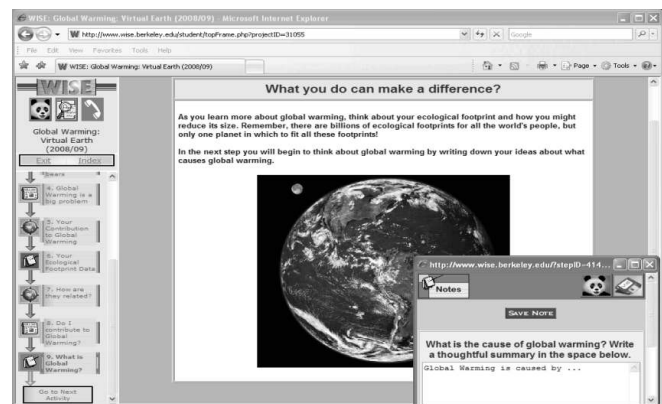 WISE: Global Warming: Virtual Earth (2008/09) - Microsoft Internet Explorer
http://www.wise.berkeley.edu/student/topFrame.php?projectID=31055
Google
File Edit View Favorites Tools Help
WISE: Global Warming: Virtual Earth (2008/09)
Page Tools
WISE
Global Warming:
Virtual Earth
(2008/09)
Exit Index
Bears
4. Global
Warming is a
big problem
5. Your
Contribution
to Global
Warming
6. Your
Ecological
Footprint Data
7. How are
they related?
8. Do I
contribute to
Global
Warming?
9. What is
Global
Warming?
Go to Next
Activity
What you do can make a difference?
As you learn more about global warming, think about your ecological footprint and how you might
reduce its size. Remember, there are billions of ecological footprints for all the world's people, but
only one planet in which to fit all these footprints!
In the next step you will begin to think about global warming by writing down your ideas about what
causes global warming.
http://www.wise.berkeley.edu/?stepID=414...
Notes
SAVE NOTE
What is the cause of global warming? Write
a thoughtful summary in the space below.
Global Warming is caused by ...